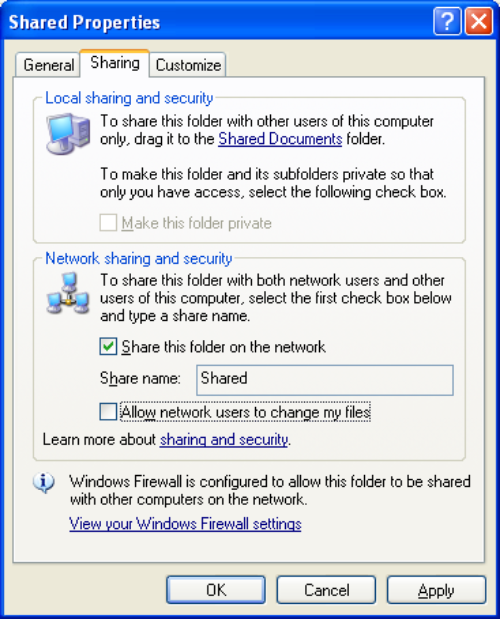 Shared Properties
General Sharing Customize
Local sharing and security
To share this folder with other users of this computer
only, drag it to the Shared Documents folder.
To make this folder and its subfolders private so that
only you have access, select the following check box.
Make this folder private
Network sharing and security
To share this folder with both network users and other
users of this computer, select the first check box below
and type a share name.
Share this folder on the network
Share name: Shared
Allow network users to change my files
Learn more about sharing and security.
Windows Firewall is configured to allow this folder to be shared
with other computers on the network.
View your Windows Firewall settings
OK Cancel Apply